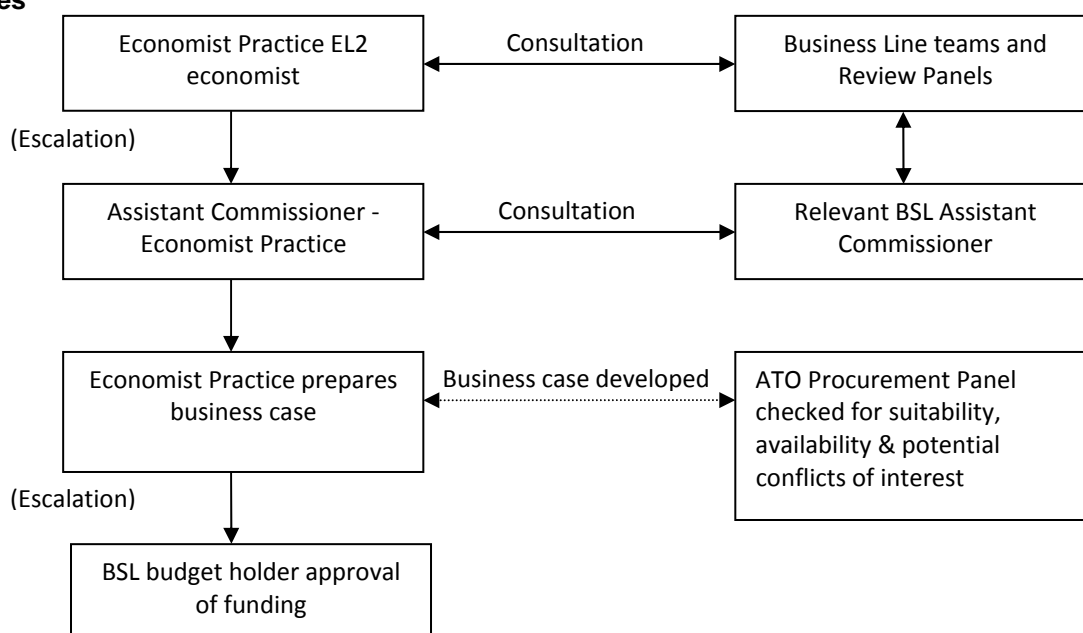 es
Economist Practice EL2
economist
Consultation
Business Line teams and
Review Panels
(Escalation)
Assistant Commissioner -
Economist Practice
Consultation
Relevant BSL Assistant
Commissioner
Economist Practice prepares
business case
Business case developed
ATO Procurement Panel
checked for suitability,
availability & potential
conflicts of interest
(Escalation)
BSL budget holder approval
of funding